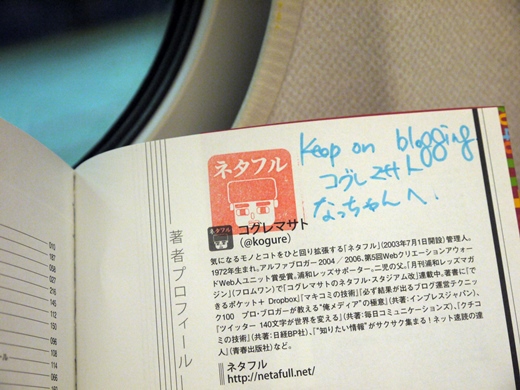 Keep on blogging.
コグレマサト
なっちゃんへ.
ネタフル
ネタフル
コグレマサト
(@kogure)
著者プロフィール
気になるモノとコトをひと回り拡張する「ネタフル」(2003年7月1日開設)管理人。
1972年生まれ。アルファブロガー2004／2006、第5回Webクリエーションアウォー
ドWeb人ユニット賞受賞。浦和レッズサポーター。二児の父。「月刊浦和レッズマガ
ジン」(フロムワン)で「コグレマサトのネタフル・スタジアム改」連載中。著書に「で
きるポケット＋ Dropbox」「マキコミの技術」「必ず結果が出るブログ運営テクニッ
ク100 プロ・ブロガーが教える“俺メディア”の極意」(共著:インプレスジャパン)、
「ツイッター 140文字が世界を変える」(共著:毎日コミュニケーションズ)、「クチコ
ミの技術」(共著:日経BP社)、「“知りたい情報”がサクサク集まる!ネット速読の達
人」(青春出版社)など。
ネタフル
http://netafull.net/
010
187
058
027
216
145
112
150
096
108
114
066